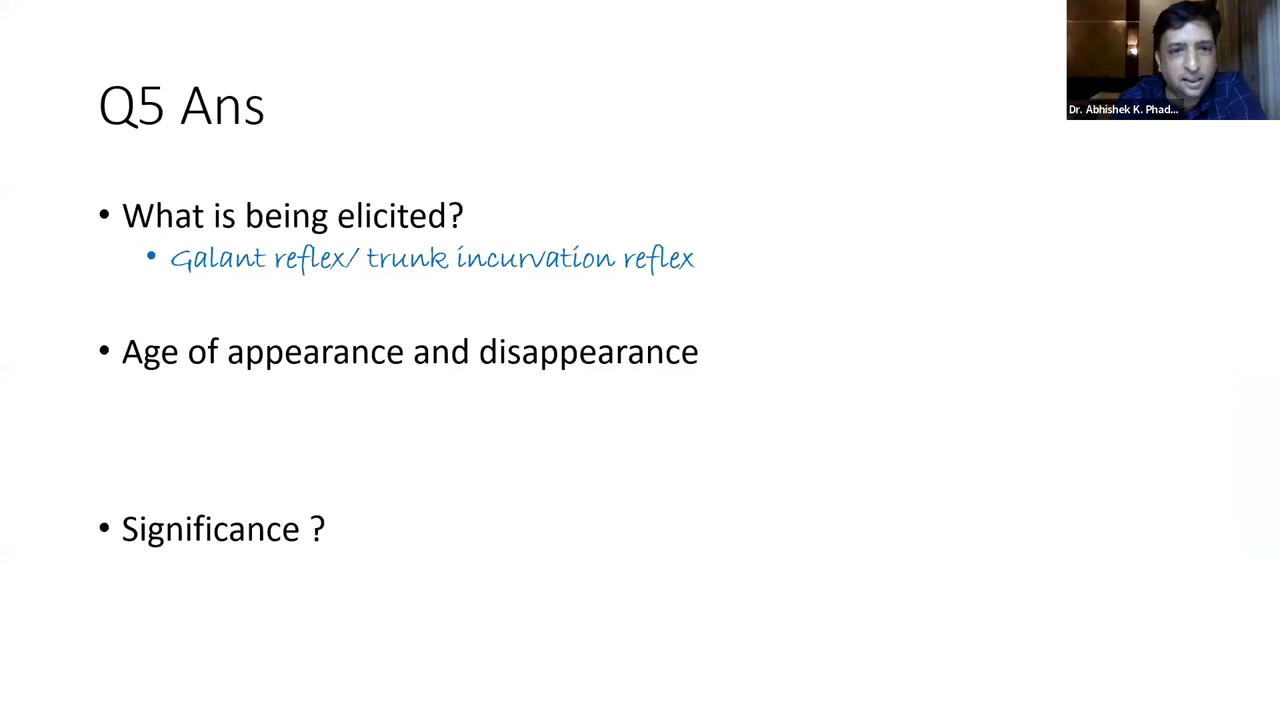 Dr. Abhishek K. Phad...
Q5 Ans
• What is being elicited?
• Galant reflex/ trunk incurvation reflex
• Age of appearance and disappearance
• Significance ?